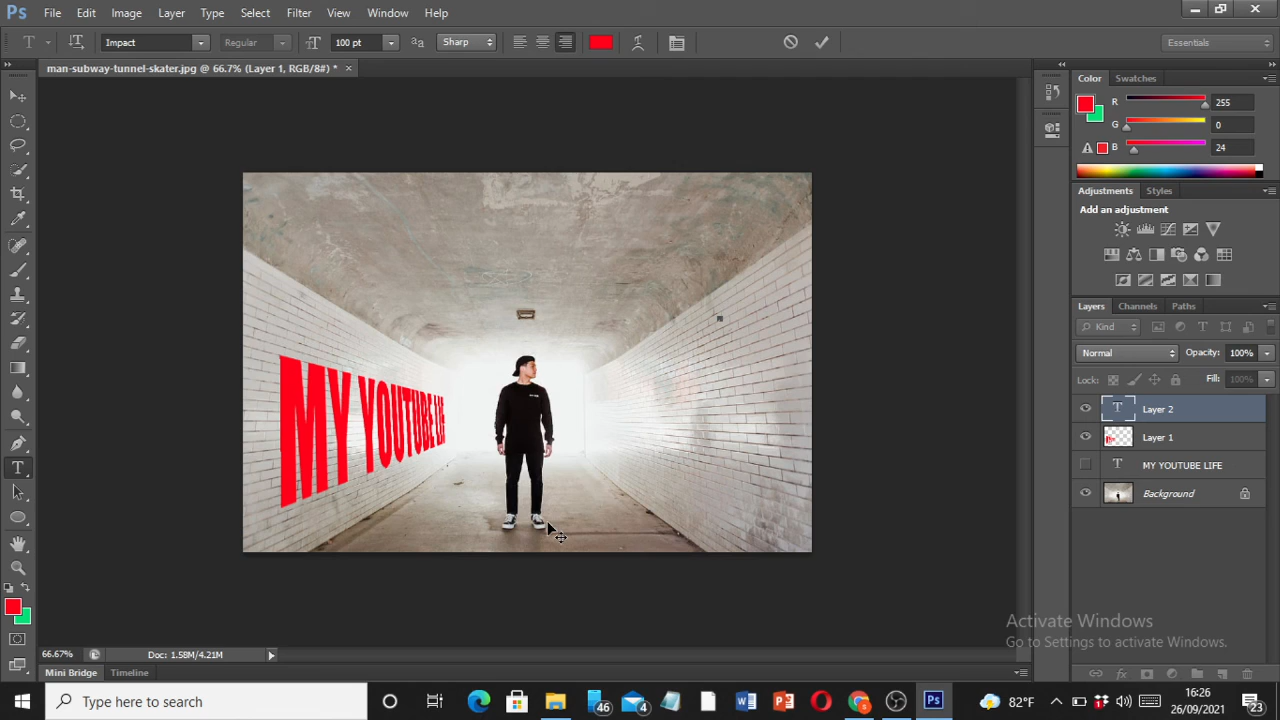 Ps File Edit Image Layer Type Select Filter View Window Help
T Impact Regular 100 pt aa Sharp Essentials
man-subway-tunnel-skater.jpg @ 66.7% (Layer 1, RGB/8#) *
Color Swatches
R 255
G 0
B 24
Adjustments Styles
Add an adjustment
Layers Channels Paths
Kind
Normal Opacity: 100%
Lock: Fill: 100%
T Layer 2
Layer 1
T MY YOUTUBE LIFE
Background
MY YOUTUBE LIFE
66.67% Doc: 1.58M/4.21M
Mini Bridge Timeline
Activate Windows
Go to Settings to activate Windows.
Type here to search
46 4 82°F
16:26
26/09/2021
23